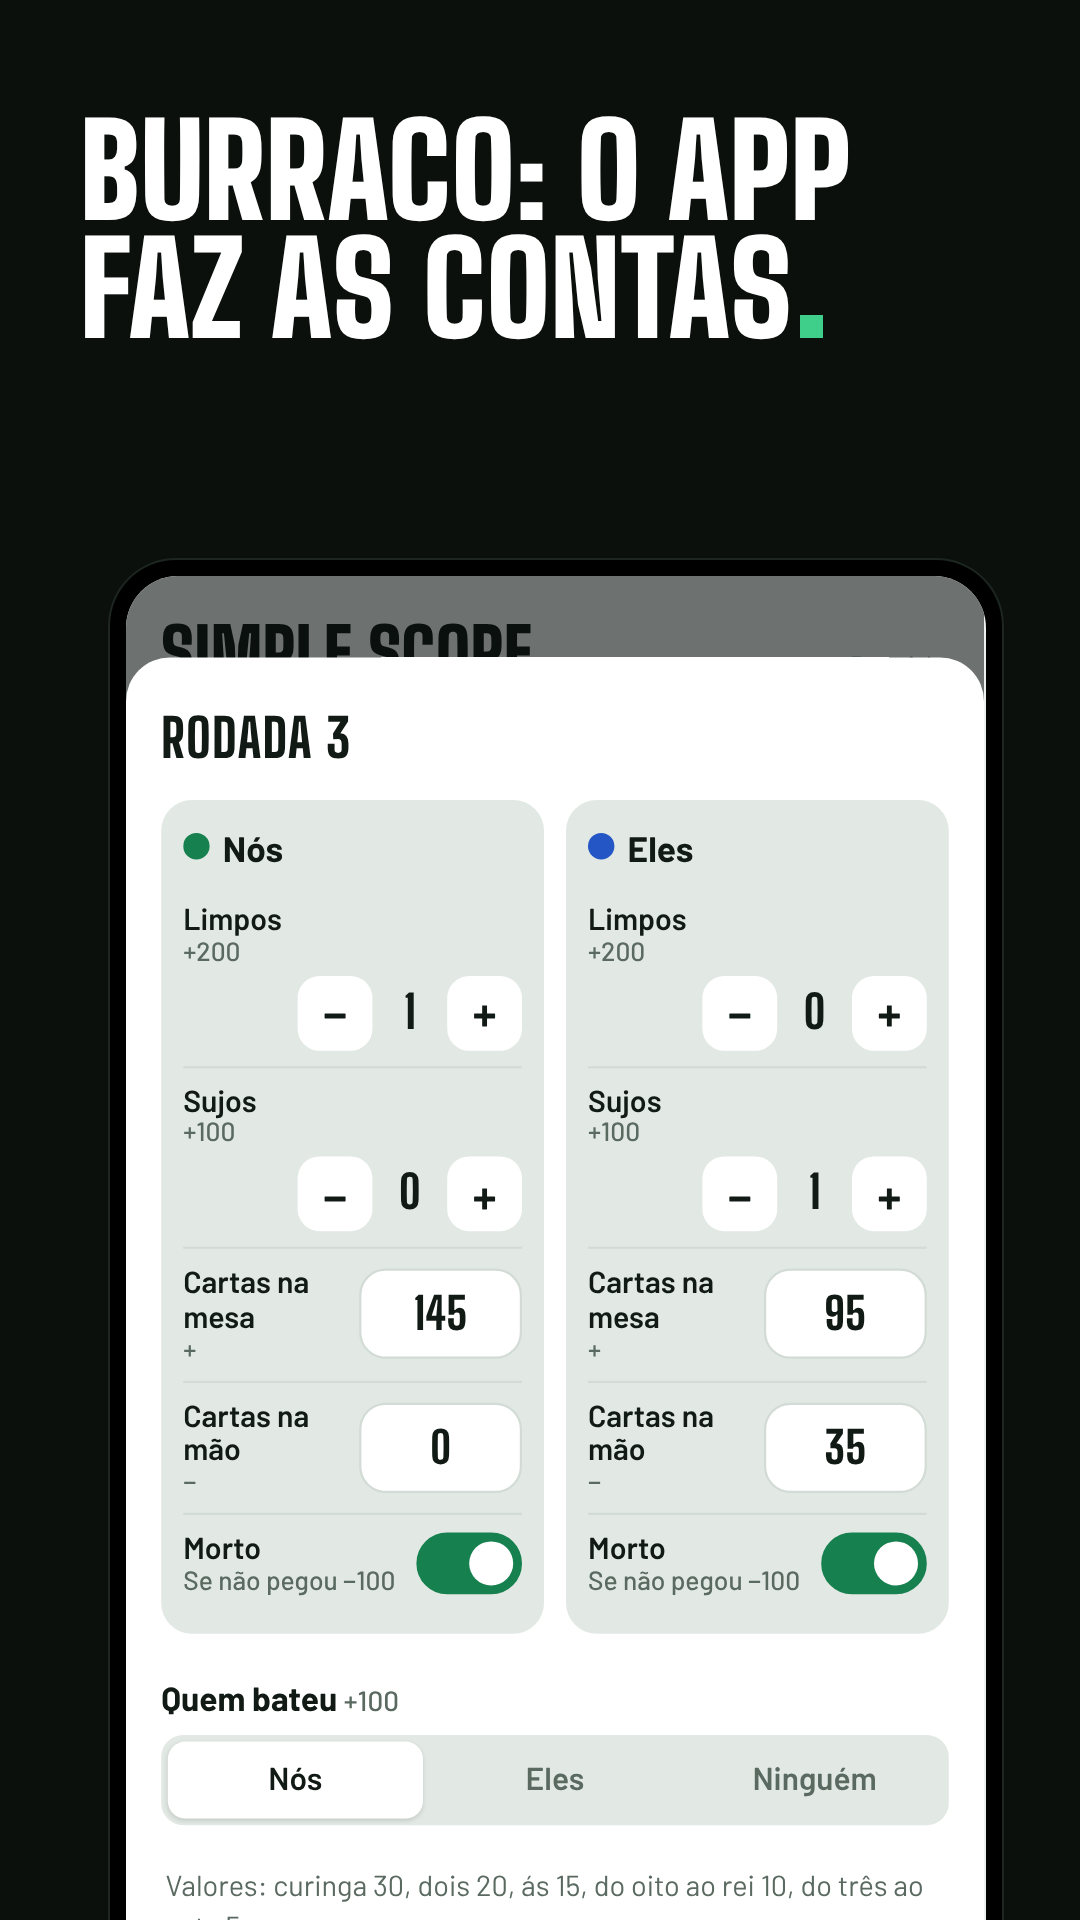 BURRACO: O APP
FAZ AS CONTAS.
SIMPLE SCORE
RODADA 3
Nós
Limpos
+200
− 1 +
Sujos
+100
− 0 +
Cartas na
mesa
+
145
Cartas na
mão
−
0
Morto
Se não pegou −100
Eles
Limpos
+200
− 0 +
Sujos
+100
− 1 +
Cartas na
mesa
+
95
Cartas na
mão
−
35
Morto
Se não pegou −100
Quem bateu +100
Nós Eles Ninguém
Valores: curinga 30, dois 20, ás 15, do oito ao rei 10, do três ao